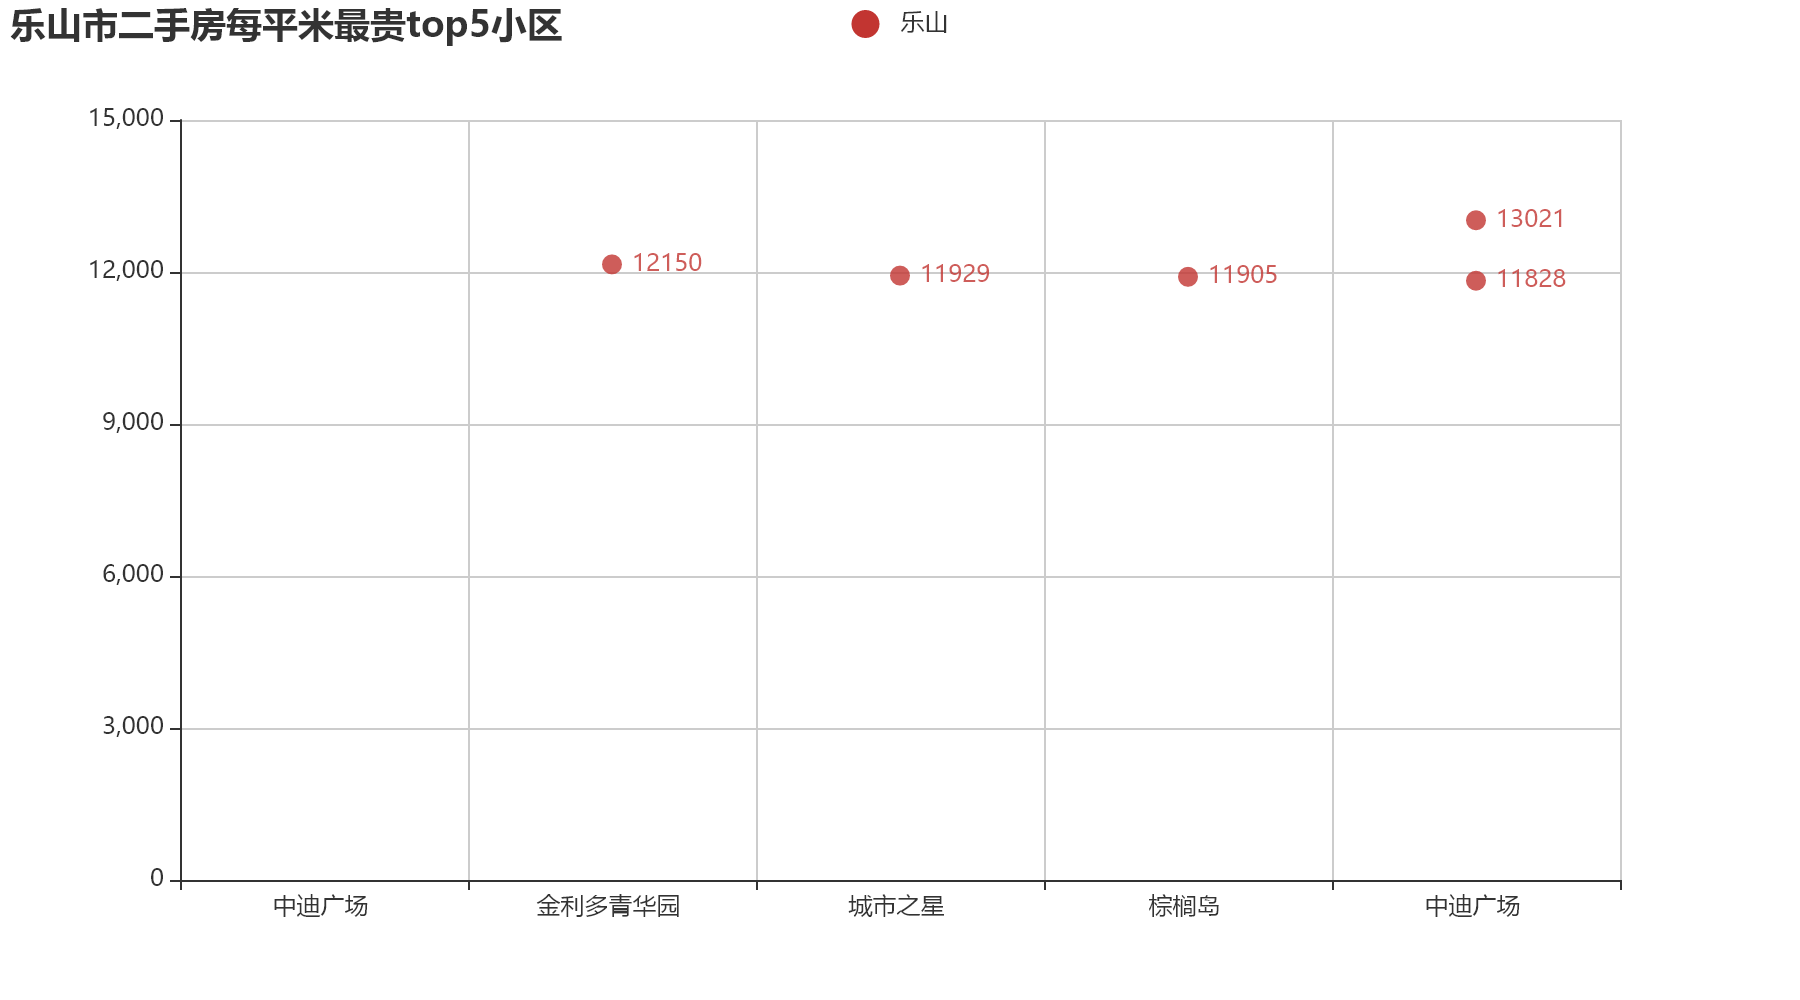 乐山市二手房每平米最贵top5小区
乐山
15,000
12,000
9,000
6,000
3,000
0
13021
12150
11929
11905
11828
中迪广场
金利多青华园
城市之星
棕榈岛
中迪广场